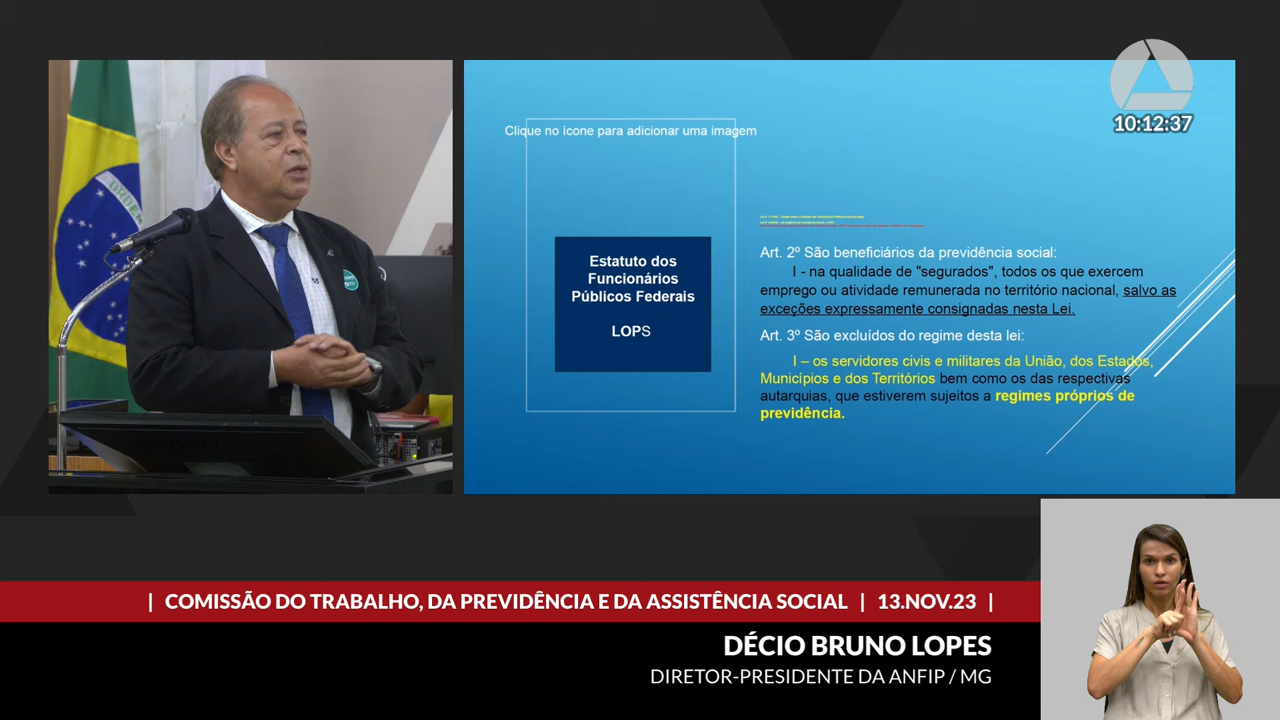 10:12:37
Clique no ícone para adicionar uma imagem
Estatuto dos
Funcionários
Públicos Federais
LOPS
Art. 2º São beneficiários da previdência social:
I - na qualidade de "segurados", todos os que exercem
emprego ou atividade remunerada no território nacional, salvo as
exceções expressamente consignadas nesta Lei.
Art. 3º São excluídos do regime desta lei:
I – os servidores civis e militares da União, dos Estados,
Municípios e dos Territórios bem como os das respectivas
autarquias, que estiverem sujeitos a regimes próprios de
previdência.
| COMISSÃO DO TRABALHO, DA PREVIDÊNCIA E DA ASSISTÊNCIA SOCIAL | 13.NOV.23 |
DÉCIO BRUNO LOPES
DIRETOR-PRESIDENTE DA ANFIP / MG